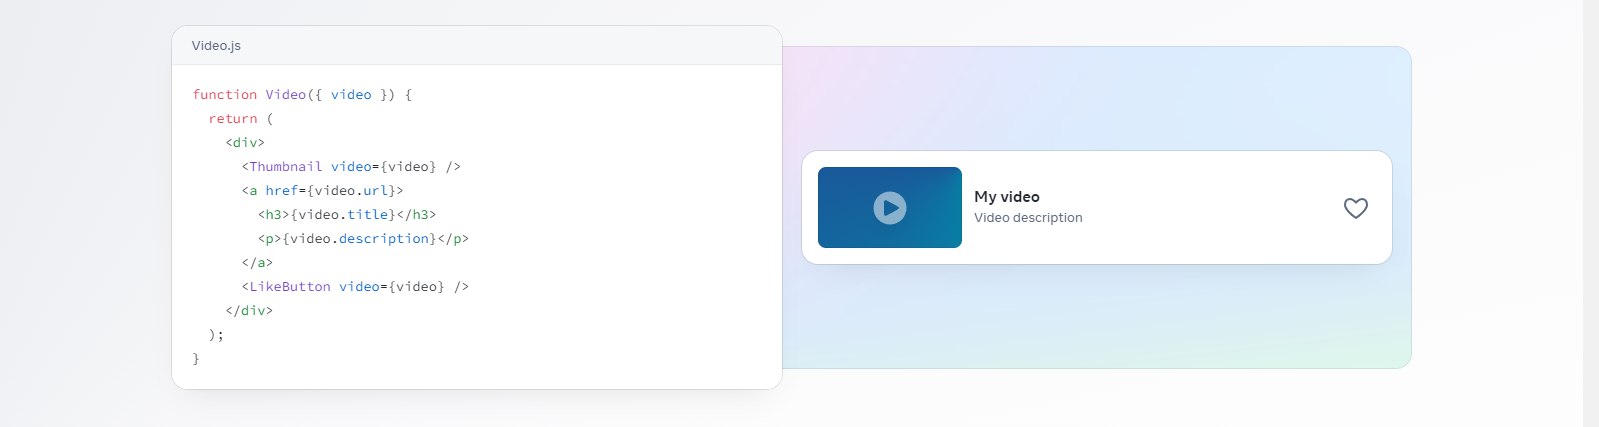 Video.js
function Video({ video }) {
  return (
    <div>
      <Thumbnail video={video} />
      <a href={video.url}>
        <h3>{video.title}</h3>
        <p>{video.description}</p>
      </a>
      <LikeButton video={video} />
    </div>
  );
}
My video
Video description